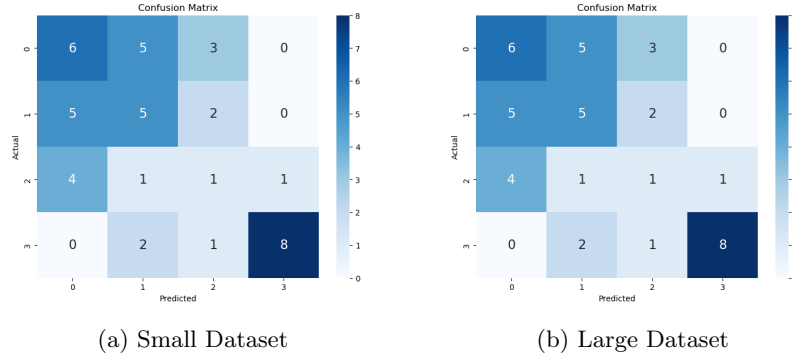 Confusion Matrix
Actual
0 6 5 3 0
1 5 5 2 0
2 4 1 1 1
3 0 2 1 8
0 1 2 3
Predicted
8
7
6
5
4
3
2
1
0
(a) Small Dataset
Confusion Matrix
Actual
0 6 5 3 0
1 5 5 2 0
2 4 1 1 1
3 0 2 1 8
0 1 2 3
Predicted
(b) Large Dataset